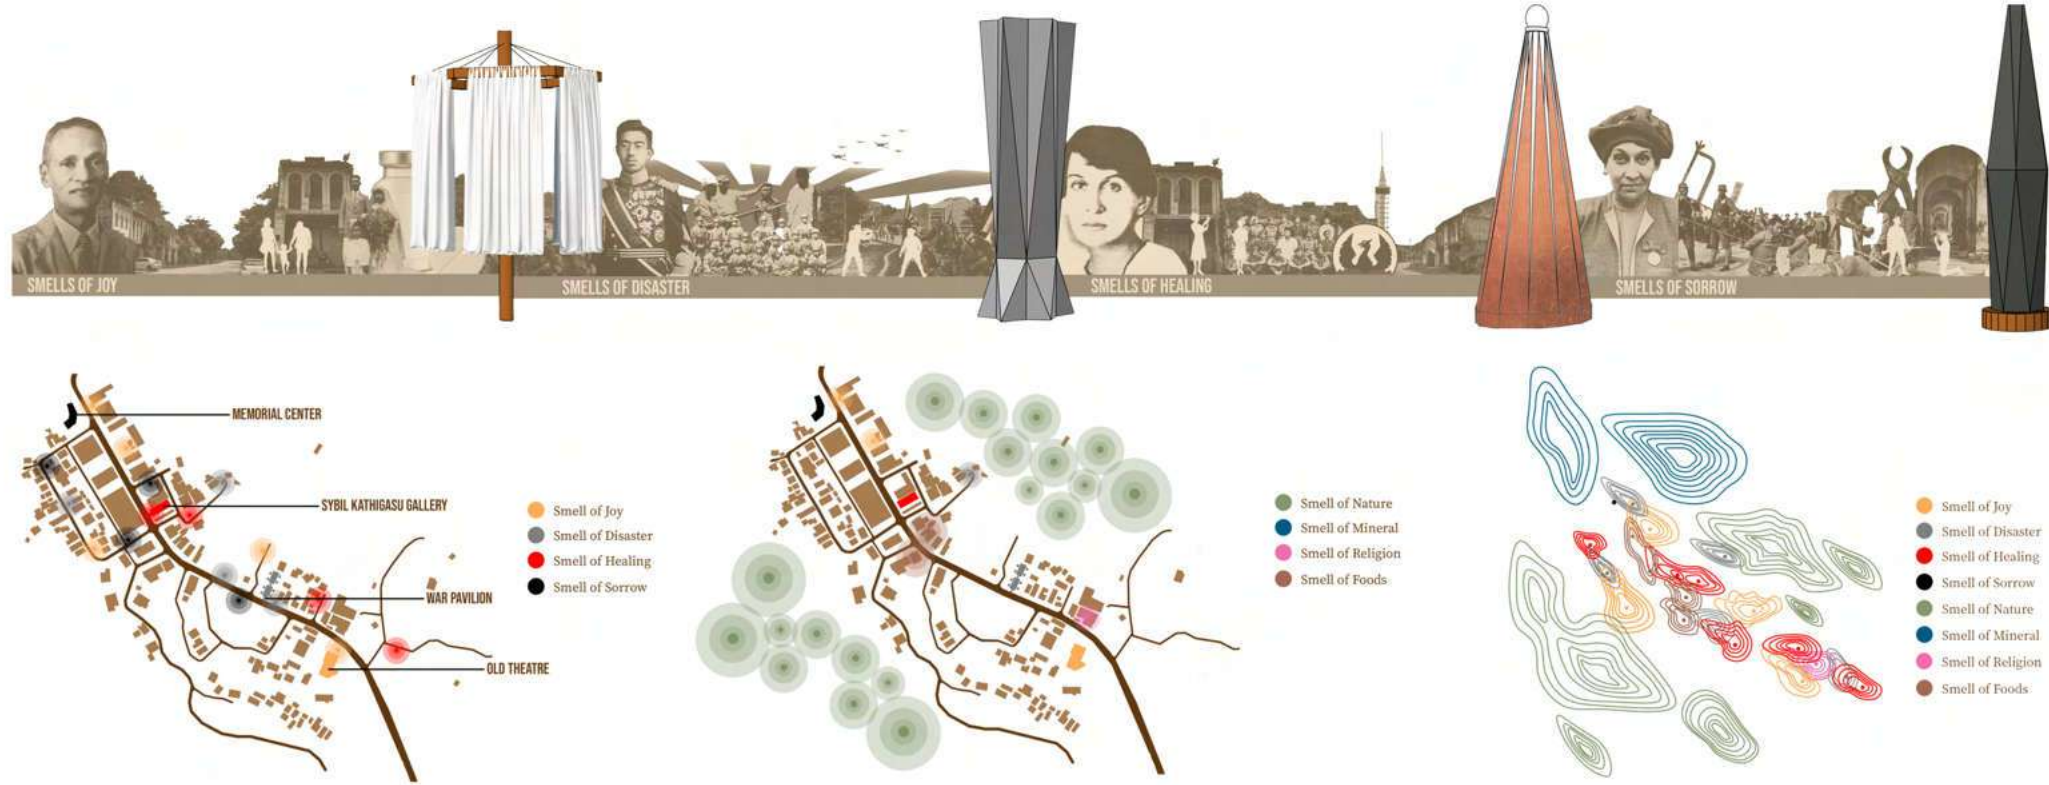 SMELLS OF JOY
SMELLS OF DISASTER
SMELLS OF HEALING
SMELLS OF SORROW
MEMORIAL CENTER
SYBIL KATHIGASU GALLERY
WAR PAVILION
OLD THEATRE
Smell of Joy
Smell of Disaster
Smell of Healing
Smell of Sorrow
Smell of Nature
Smell of Mineral
Smell of Religion
Smell of Foods
Smell of Joy
Smell of Disaster
Smell of Healing
Smell of Sorrow
Smell of Nature
Smell of Mineral
Smell of Religion
Smell of Foods